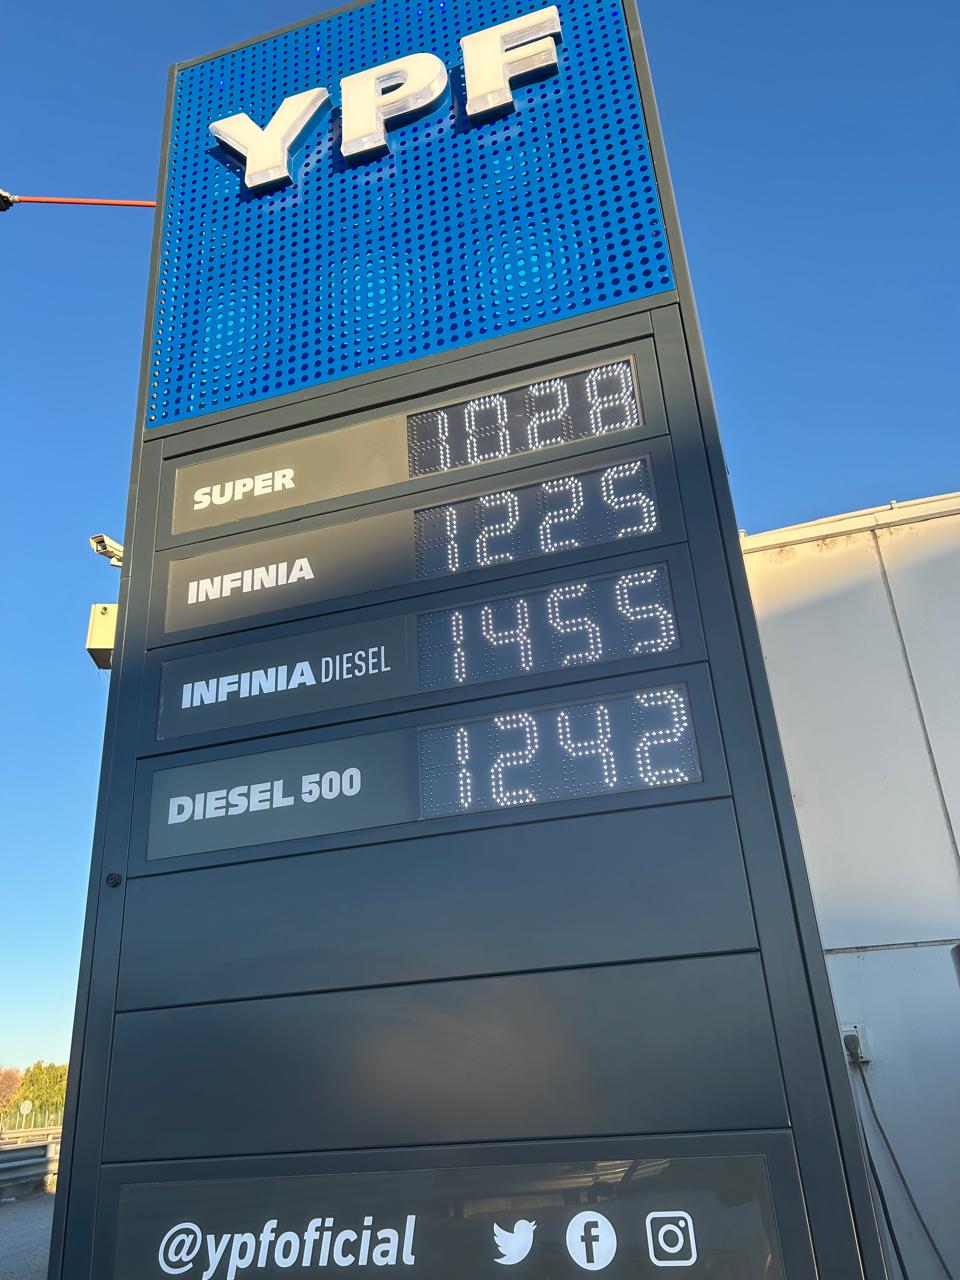 YPF
SUPER 1028
INFINIA 1225
INFINIA DIESEL 1455
DIESEL 500 1242
@ypfoficial